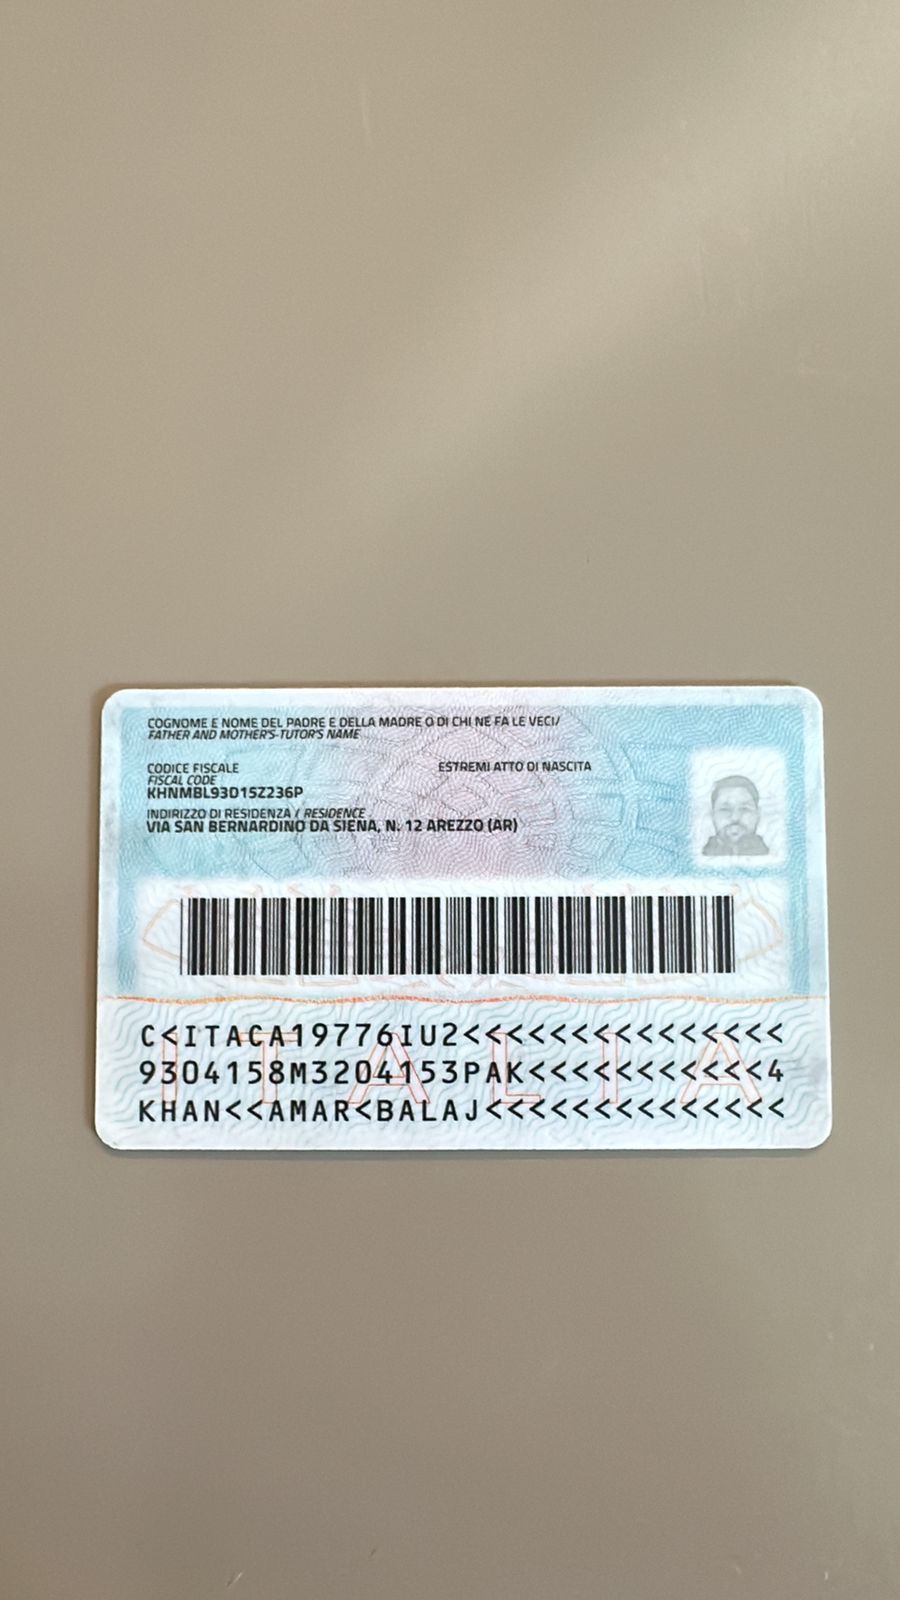 COGNOME E NOME DEL PADRE E DELLA MADRE O DI CHI NE FA LE VECI/
FATHER AND MOTHER'S-TUTOR'S NAME
CODICE FISCALE
FISCAL CODE
KHNMBL93D15Z236P
ESTREMI ATTO DI NASCITA
INDIRIZZO DI RESIDENZA / RESIDENCE
VIA SAN BERNARDINO DA SIENA, N. 12 AREZZO (AR)
C<ITACA19776IU2<<<<<<<<<<<<<<<
9304158M3204153PAK<<<<<<<<<<<4
KHAN<<AMAR<BALAJ<<<<<<<<<<<<<<
ITALIA